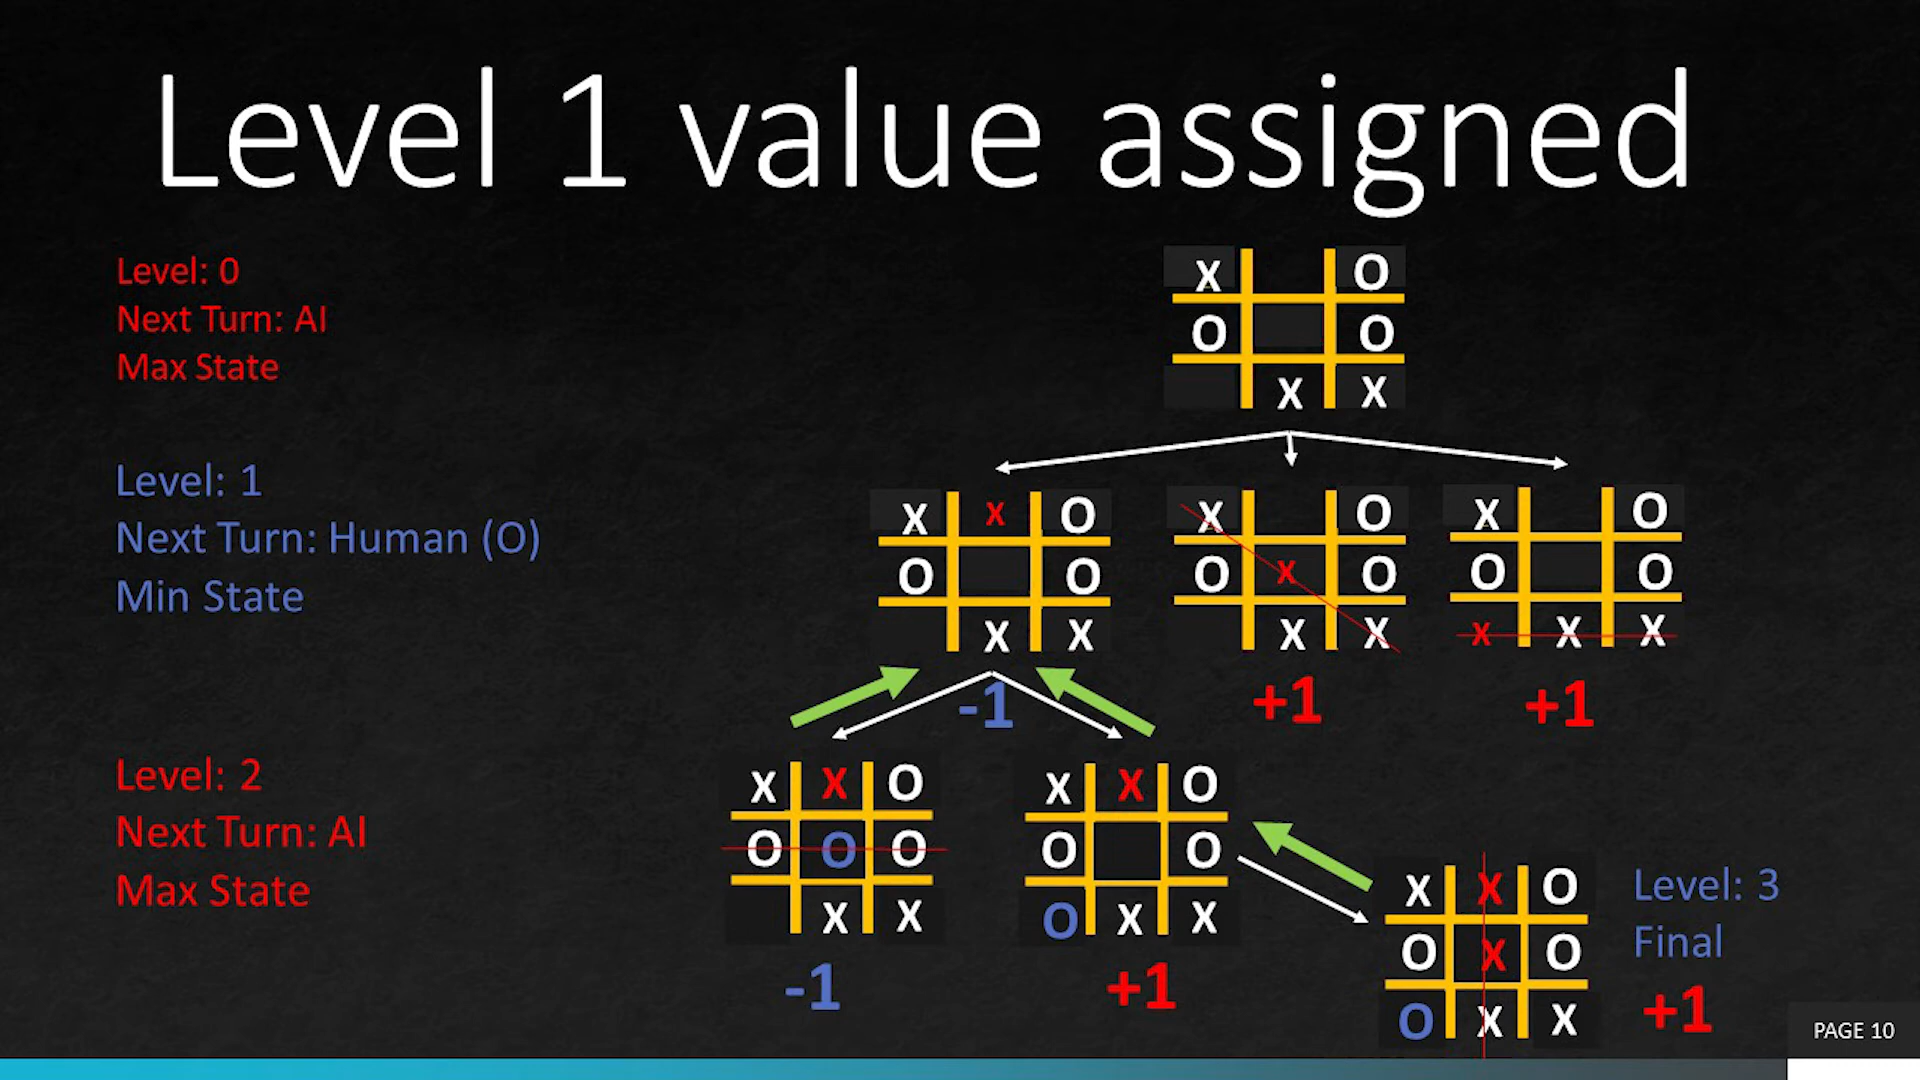 Level 1 value assigned
Level: 0
Next Turn: AI
Max State
X O
O O
X X
Level: 1
Next Turn: Human (O)
Min State
X X O
O O
X X
-1
X O
O X O
X X
+1
X O
O O
X X X
+1
Level: 2
Next Turn: AI
Max State
X X O
O O O
X X
-1
X X O
O O
O X X
+1
X X O
O X O
O X X
Level: 3
Final
+1
PAGE 10